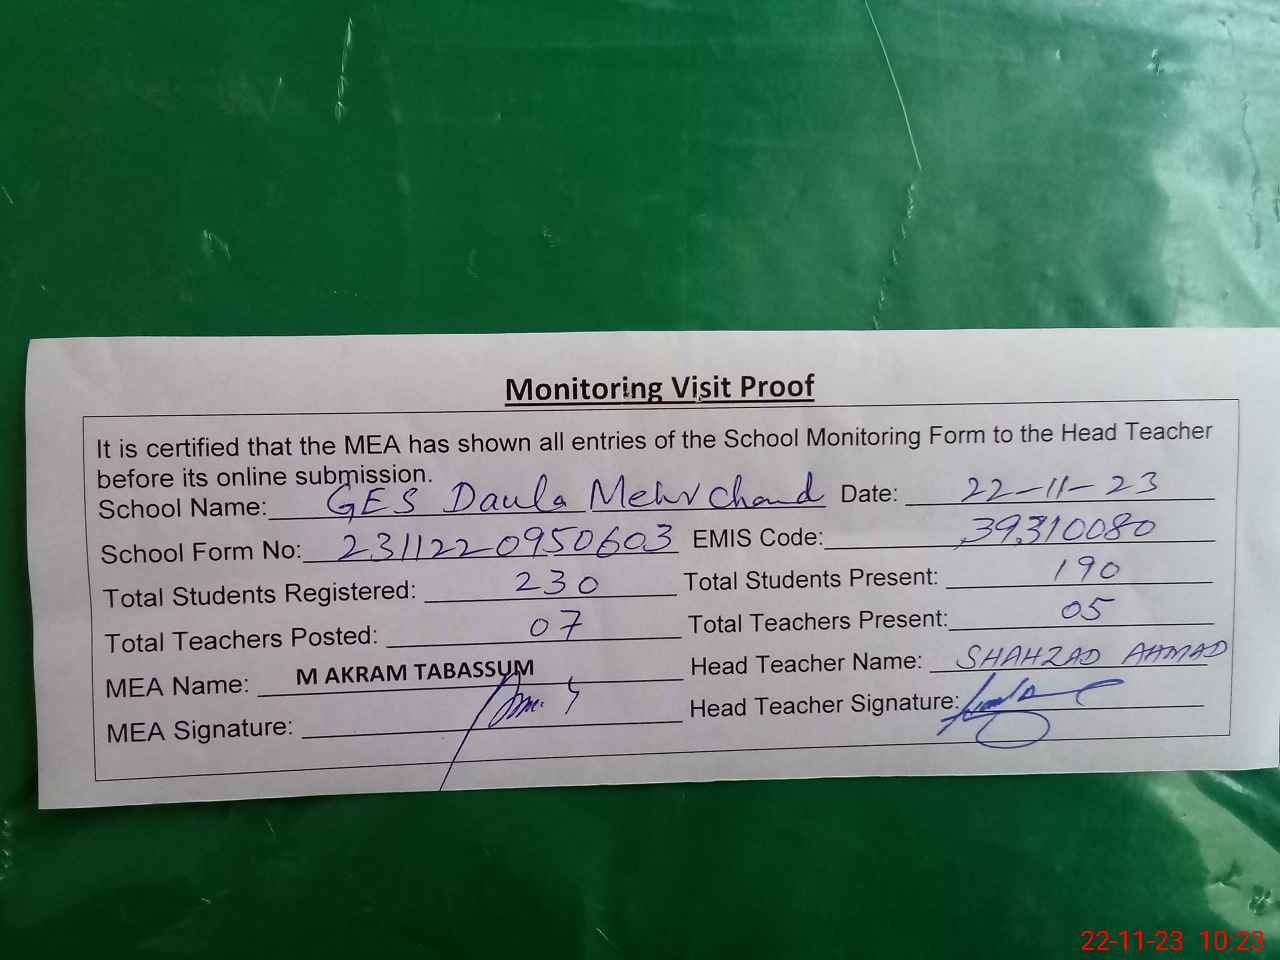 Monitoring Visit Proof
It is certified that the MEA has shown all entries of the School Monitoring Form to the Head Teacher
before its online submission.
School Name: GES Daula Mehr Chand Date: 22-11-23
School Form No: 2311220950603 EMIS Code: 39310080
Total Students Registered: 230 Total Students Present: 190
Total Teachers Posted: 07 Total Teachers Present: 05
MEA Name: M AKRAM TABASSUM Head Teacher Name: SHAHZAD AHMAD
MEA Signature: Head Teacher Signature:
22-11-23 10:23